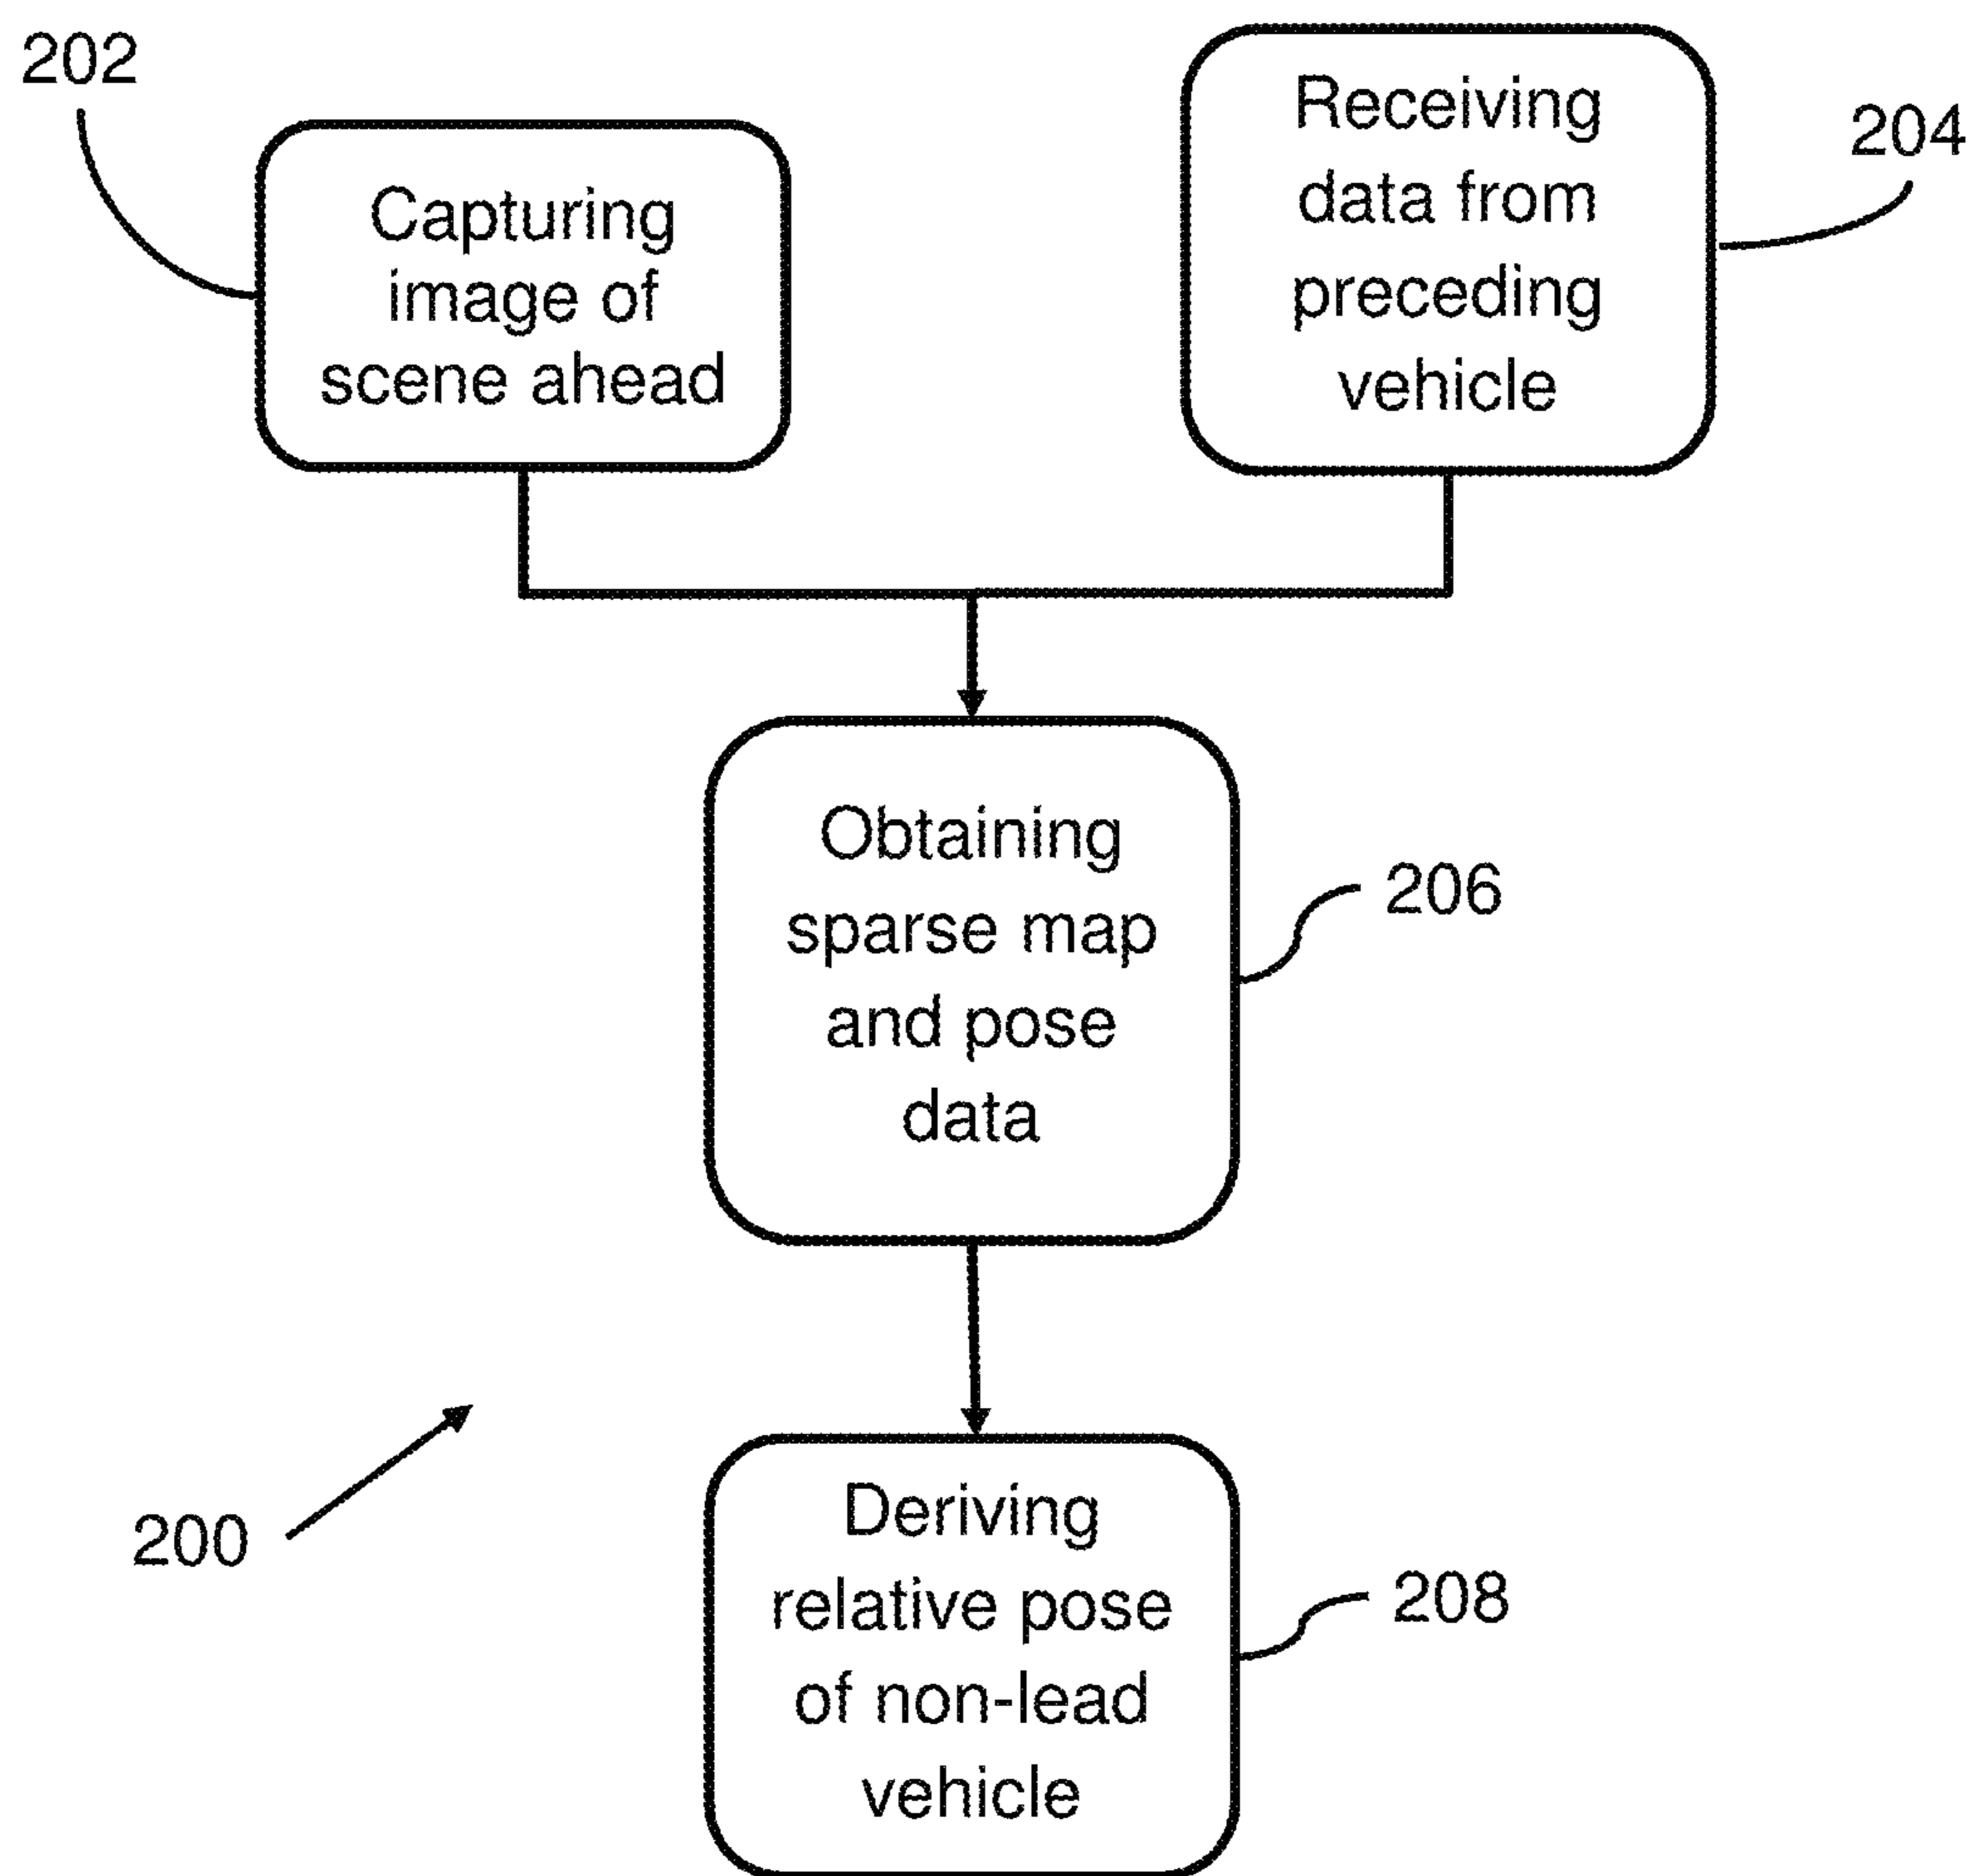 202
Capturing
image of
scene ahead
Receiving
data from
preceding
vehicle
204
Obtaining
sparse map
and pose
data
206
200
Deriving
relative pose
of non-lead
vehicle
208